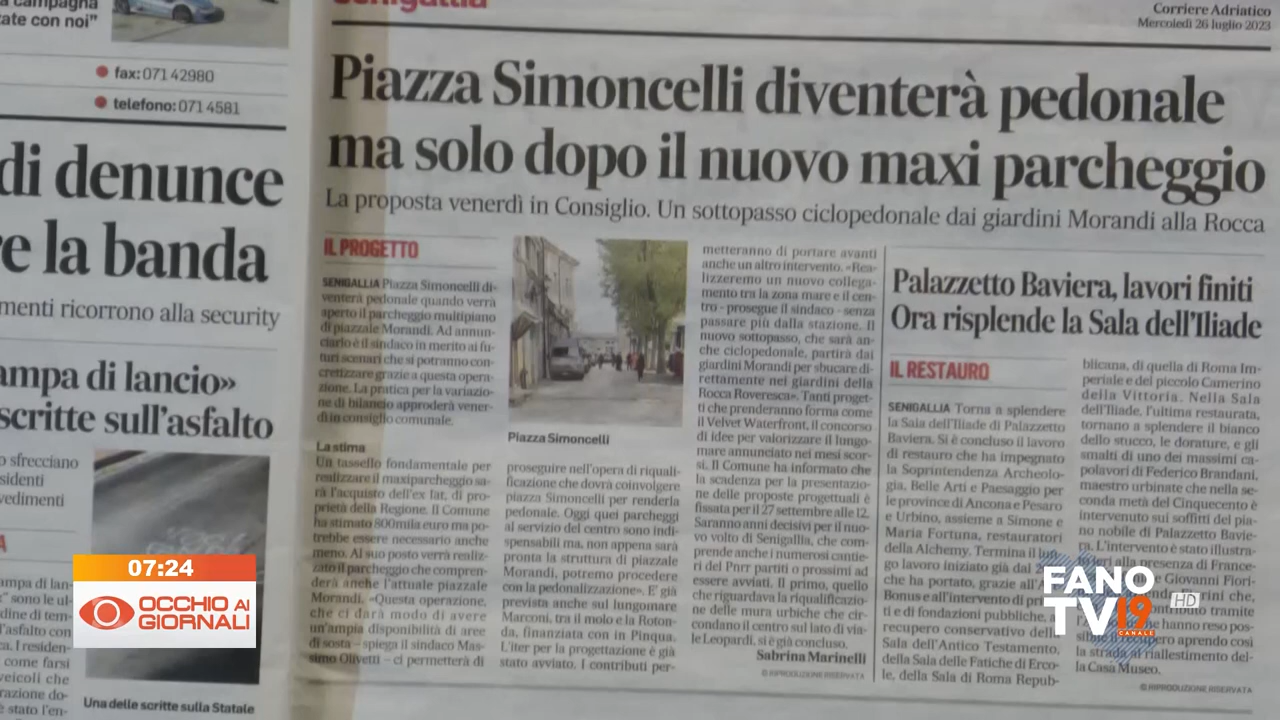 a campagna
ate con noi"
fax: 071 42980
telefono: 071 4581
di denunce
e la banda
menti ricorrono alla security
ampa di lancio»
scritte sull'asfalto
o sfrecciano
sidenti
vedimenti
A
ampa di lan-
" sono le ul-
dine di tem-
'asfalto con
ca. I residen-
come farsi
veicoli che
razione do-
è stato l'en-
Una delle scritte sulla Statale
Senigallia
Corriere Adriatico
Mercoledì 26 luglio 2023
Piazza Simoncelli diventerà pedonale
ma solo dopo il nuovo maxi parcheggio
La proposta venerdì in Consiglio. Un sottopasso ciclopedonale dai giardini Morandi alla Rocca
IL PROGETTO
SENIGALLIA Piazza Simoncelli di-
venterà pedonale quando verrà
aperto il parcheggio multipiano
di piazzale Morandi. Ad annun-
ciarlo è il sindaco in merito ai fu-
turi scenari che si potranno con-
cretizzare grazie a questa opera-
zione. La pratica per la variazio-
ne di bilancio approderà vener-
dì in consiglio comunale.
La stima
Un tassello fondamentale per
realizzare il maxiparcheggio sa-
rà l'acquisto dell'ex Iat, di pro-
prietà della Regione. Il Comune
ha stimato 800mila euro ma po-
trebbe essere necessario anche
meno. Al suo posto verrà realiz-
zato il parcheggio che compren-
derà anche l'attuale piazzale
Morandi. «Questa operazione,
che ci darà modo di avere
un'ampia disponibilità di aree
di sosta – spiega il sindaco Mas-
simo Olivetti – ci permetterà di
Piazza Simoncelli
proseguire nell'opera di riquali-
ficazione che dovrà coinvolgere
piazza Simoncelli per renderla
pedonale. Oggi quei parcheggi
al servizio del centro sono indi-
spensabili ma, non appena sarà
pronta la struttura di piazzale
Morandi, potremo procedere
con la pedonalizzazione». E' già
prevista anche sul lungomare
Marconi, tra il molo e la Roton-
da, finanziata con in Pinqua.
L'iter per la progettazione è già
stato avviato. I contributi per-
metteranno di portare avanti
anche un altro intervento. «Rea-
lizzeremo un nuovo collega-
mento tra la zona mare e il cen-
tro – prosegue il sindaco – senza
passare più dalla stazione. Il
nuovo sottopasso, che sarà an-
che ciclopedonale, partirà dai
giardini Morandi per sbucare di-
rettamente nei giardini della
Rocca Roveresca». Tanti proget-
ti che prenderanno forma come
il Velvet Waterfront, il concorso
di idee per valorizzare il lungo-
mare annunciato nei mesi scor-
si. Il Comune ha informato che
la scadenza per la presentazio-
ne delle proposte progettuali è
fissata per il 27 settembre alle 12.
Saranno anni decisivi per il nuo-
vo volto di Senigallia, che com-
prende anche i numerosi cantie-
ri del Pnrr partiti o prossimi ad
essere avviati. Il primo, quello
che riguardava la riqualificazio-
ne delle mura urbiche che cir-
condano il centro sul lato di via-
le Leopardi, si è già concluso.
Sabrina Marinelli
© RIPRODUZIONE RISERVATA
Palazzetto Baviera, lavori finiti
Ora risplende la Sala dell'Iliade
IL RESTAURO
SENIGALLIA Torna a splendere
la Sala dell'Iliade di Palazzetto
Baviera. Si è concluso il lavoro
di restauro che ha impegnato
la Soprintendenza Archeolo-
gia, Belle Arti e Paesaggio per
le province di Ancona e Pesaro
e Urbino, assieme a Simone e
Maria Fortuna, restauratori
della Alchemy. Termina il
lavoro iniziato già dal
che ha portato, grazie all'
Bonus e all'intervento di
ti e di fondazioni pubbliche,
recupero conservativo della
Sala dell'Antico Testamento,
della Sala delle Fatiche di Erco-
le, della Sala di Roma Repub-
blicana, di quella di Roma Im-
periale e del piccolo Camerino
della Vittoria. Nella Sala
dell'Iliade, l'ultima restaurata,
tornano a splendere il bianco
dello stucco, le dorature, e gli
smalti di uno dei massimi ca-
polavori di Federico Brandani,
maestro urbinate che nella se-
conda metà del Cinquecento è
intervenuto sui soffitti del pia-
no nobile di Palazzetto Bavie-
ra. L'intervento è stato illustra-
ieri alla presenza di France-
Giovanni Fiori-
rini che,
tramite
hanno reso pos-
il recupero aprendo così
la strada al riallestimento del-
la Casa Museo.
© RIPRODUZIONE RISERVATA
07:24
OCCHIO AI
GIORNALI
FANO
TV 19
CANALE
HD